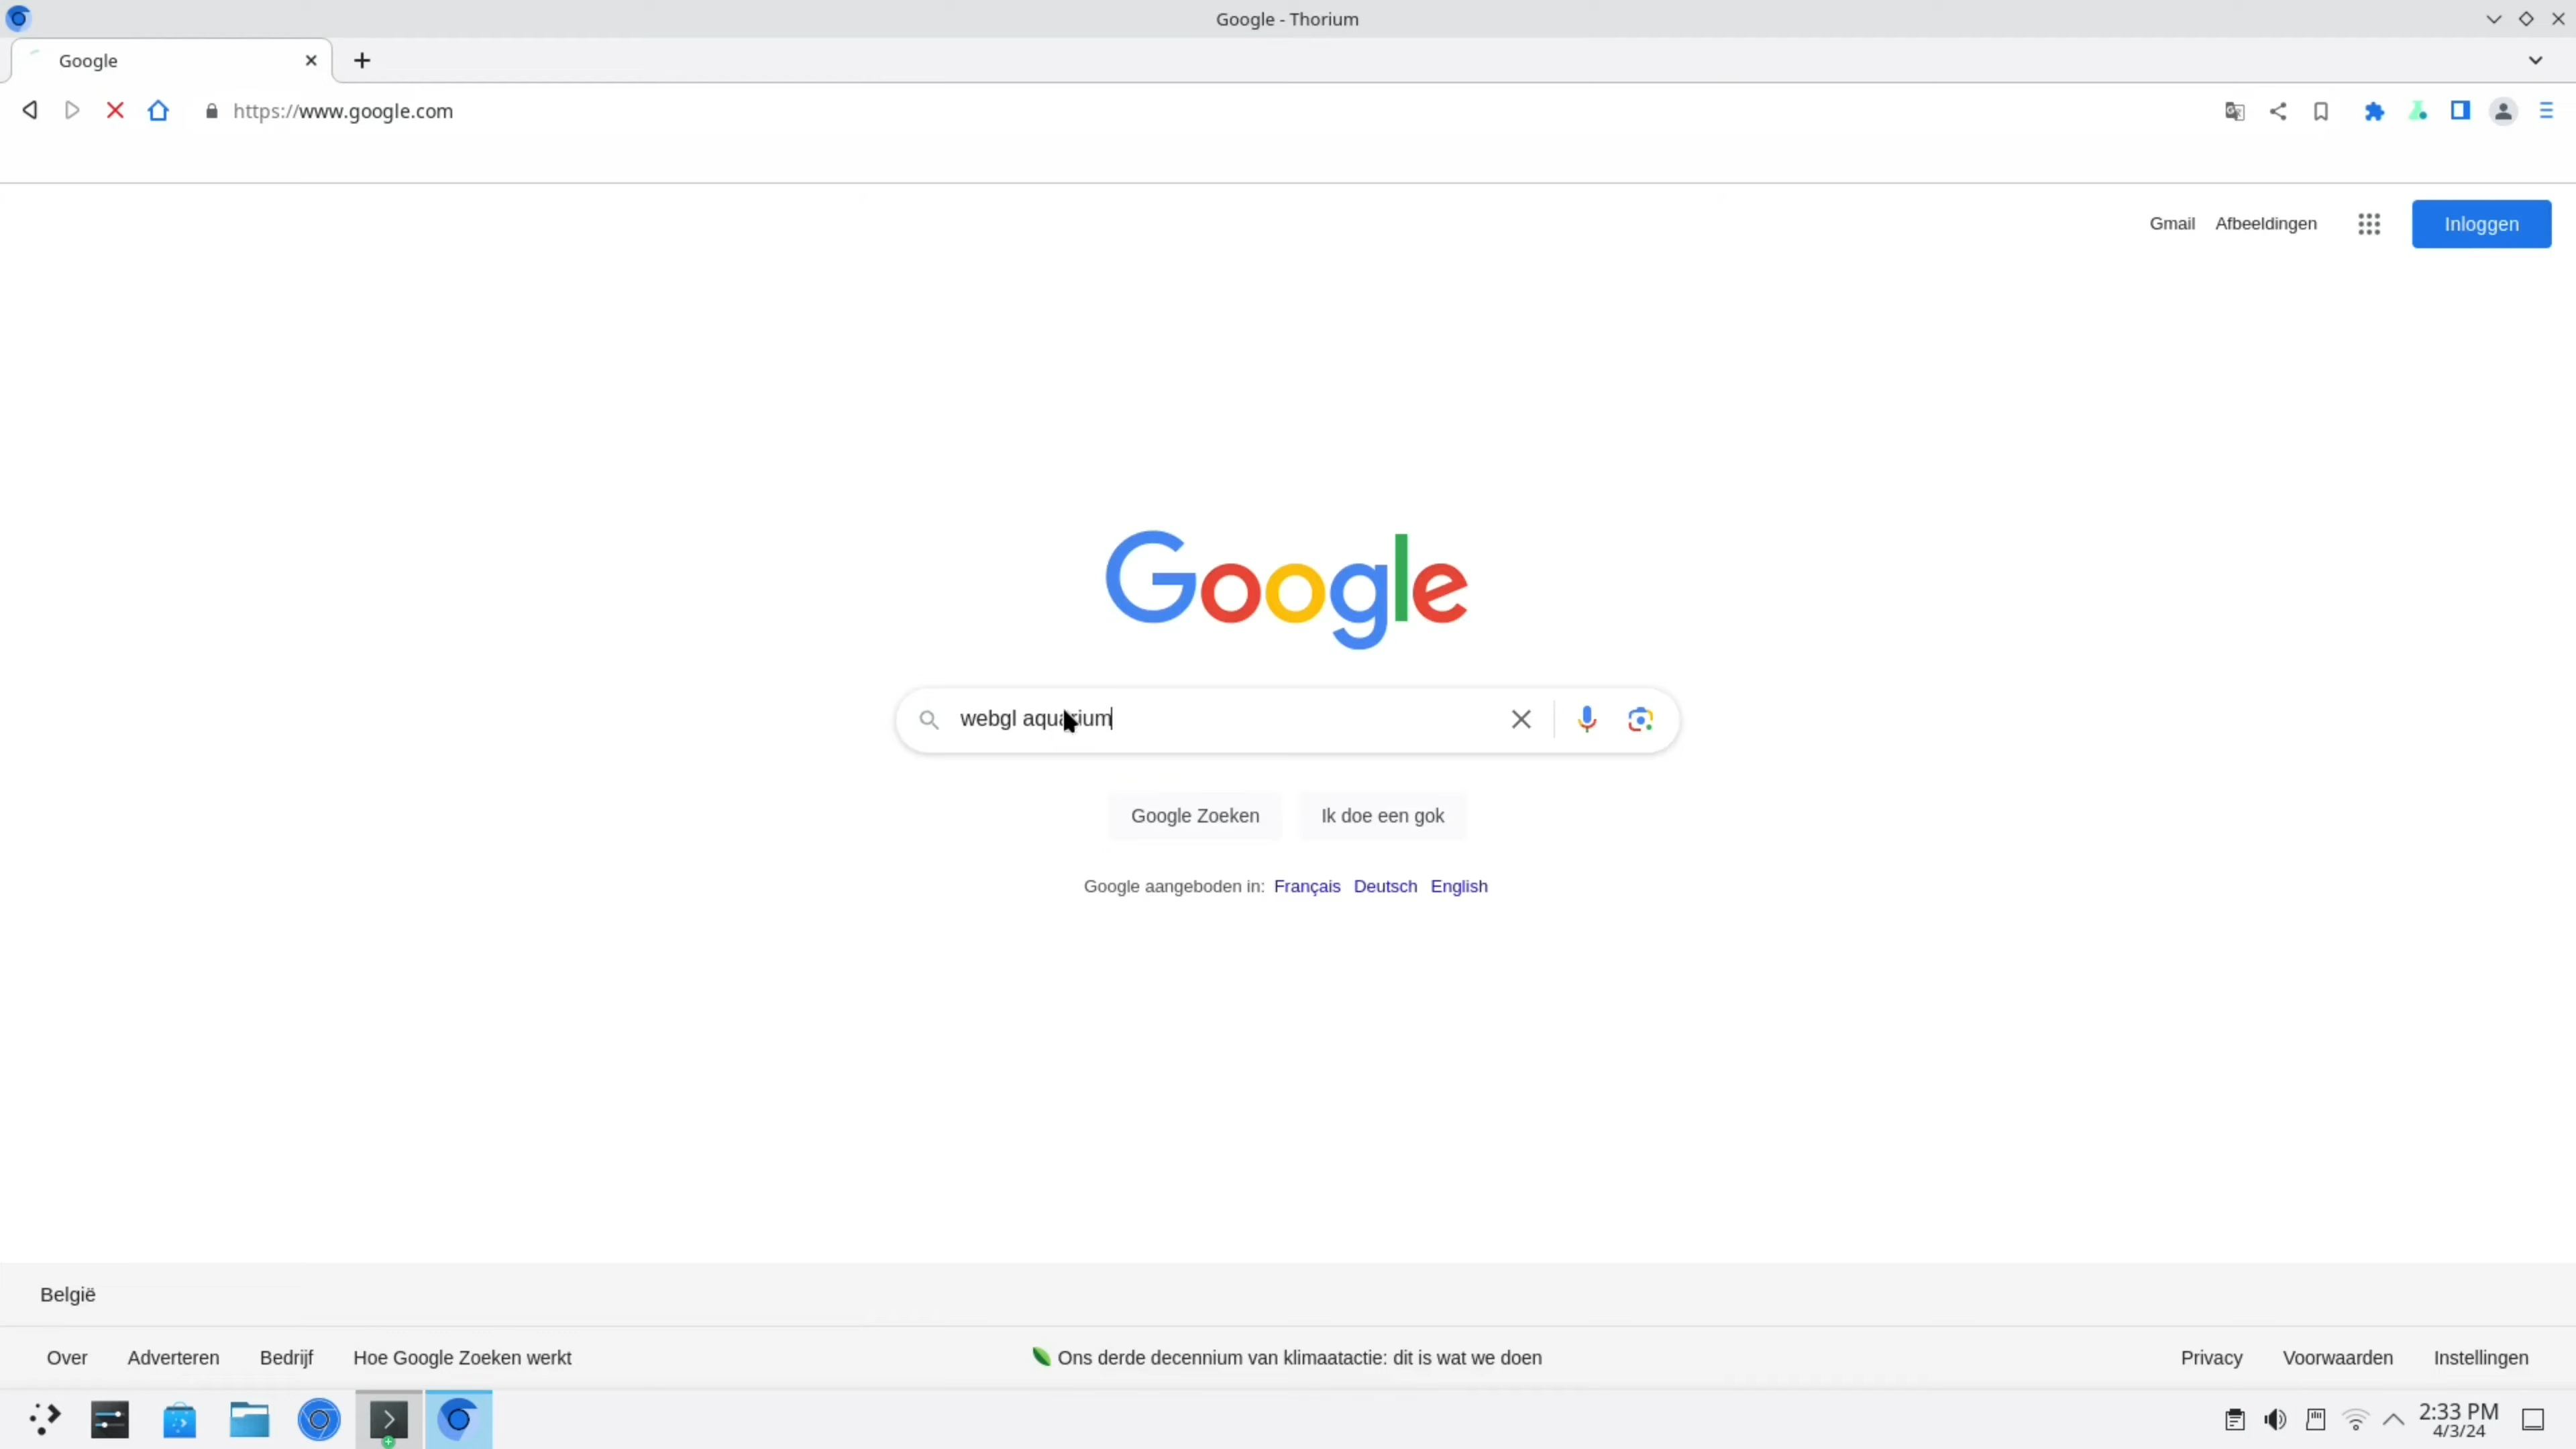 Google - Thorium
Google
https://www.google.com
Gmail Afbeeldingen Inloggen
Google
webgl aquarium
Google Zoeken Ik doe een gok
Google aangeboden in: Français Deutsch English
België
Over Adverteren Bedrijf Hoe Google Zoeken werkt Ons derde decennium van klimaatactie: dit is wat we doen Privacy Voorwaarden Instellingen
2:33 PM
4/3/24